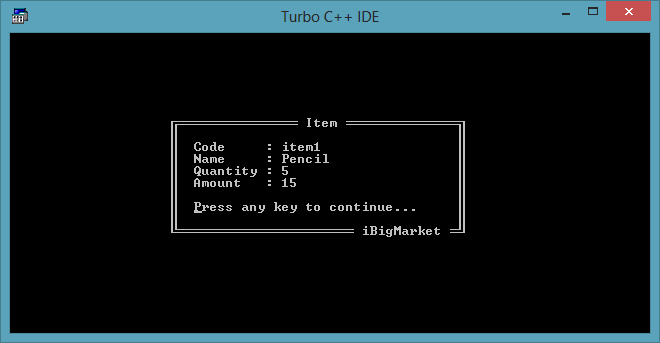 Turbo C++ IDE
Item
Code : item1
Name : Pencil
Quantity : 5
Amount : 15
Press any key to continue...
iBigMarket